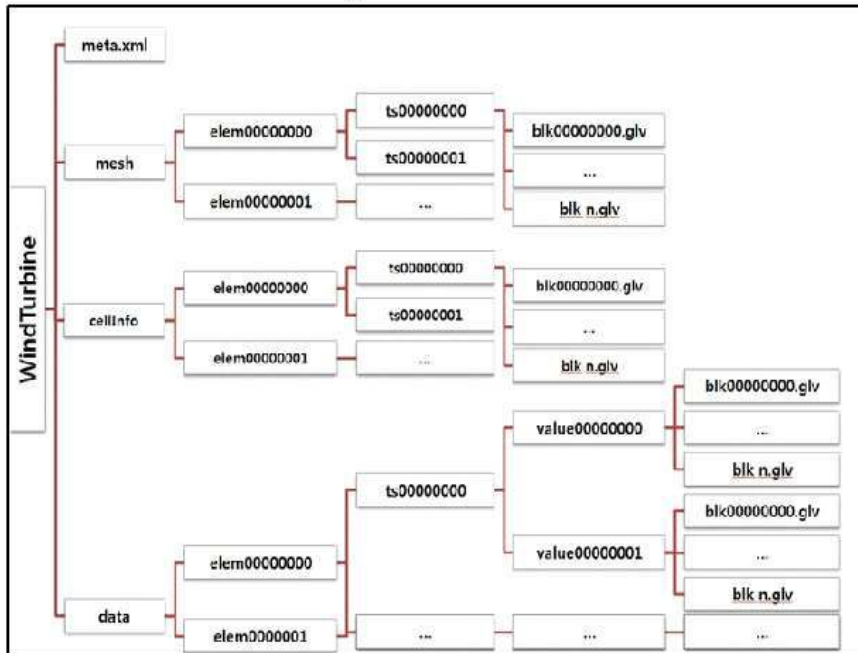 WindTurbine
meta.xml
mesh
elem00000000
ts00000000
blk00000000.glv
...
blk n.glv
ts00000001
elem00000001
...
cellInfo
elem00000000
ts00000000
blk00000000.glv
...
blk n.glv
ts00000001
elem00000001
...
data
elem00000000
ts00000000
value00000000
blk00000000.glv
...
blk n.glv
value00000001
blk00000000.glv
...
blk n.glv
elem0000001
...
...
...